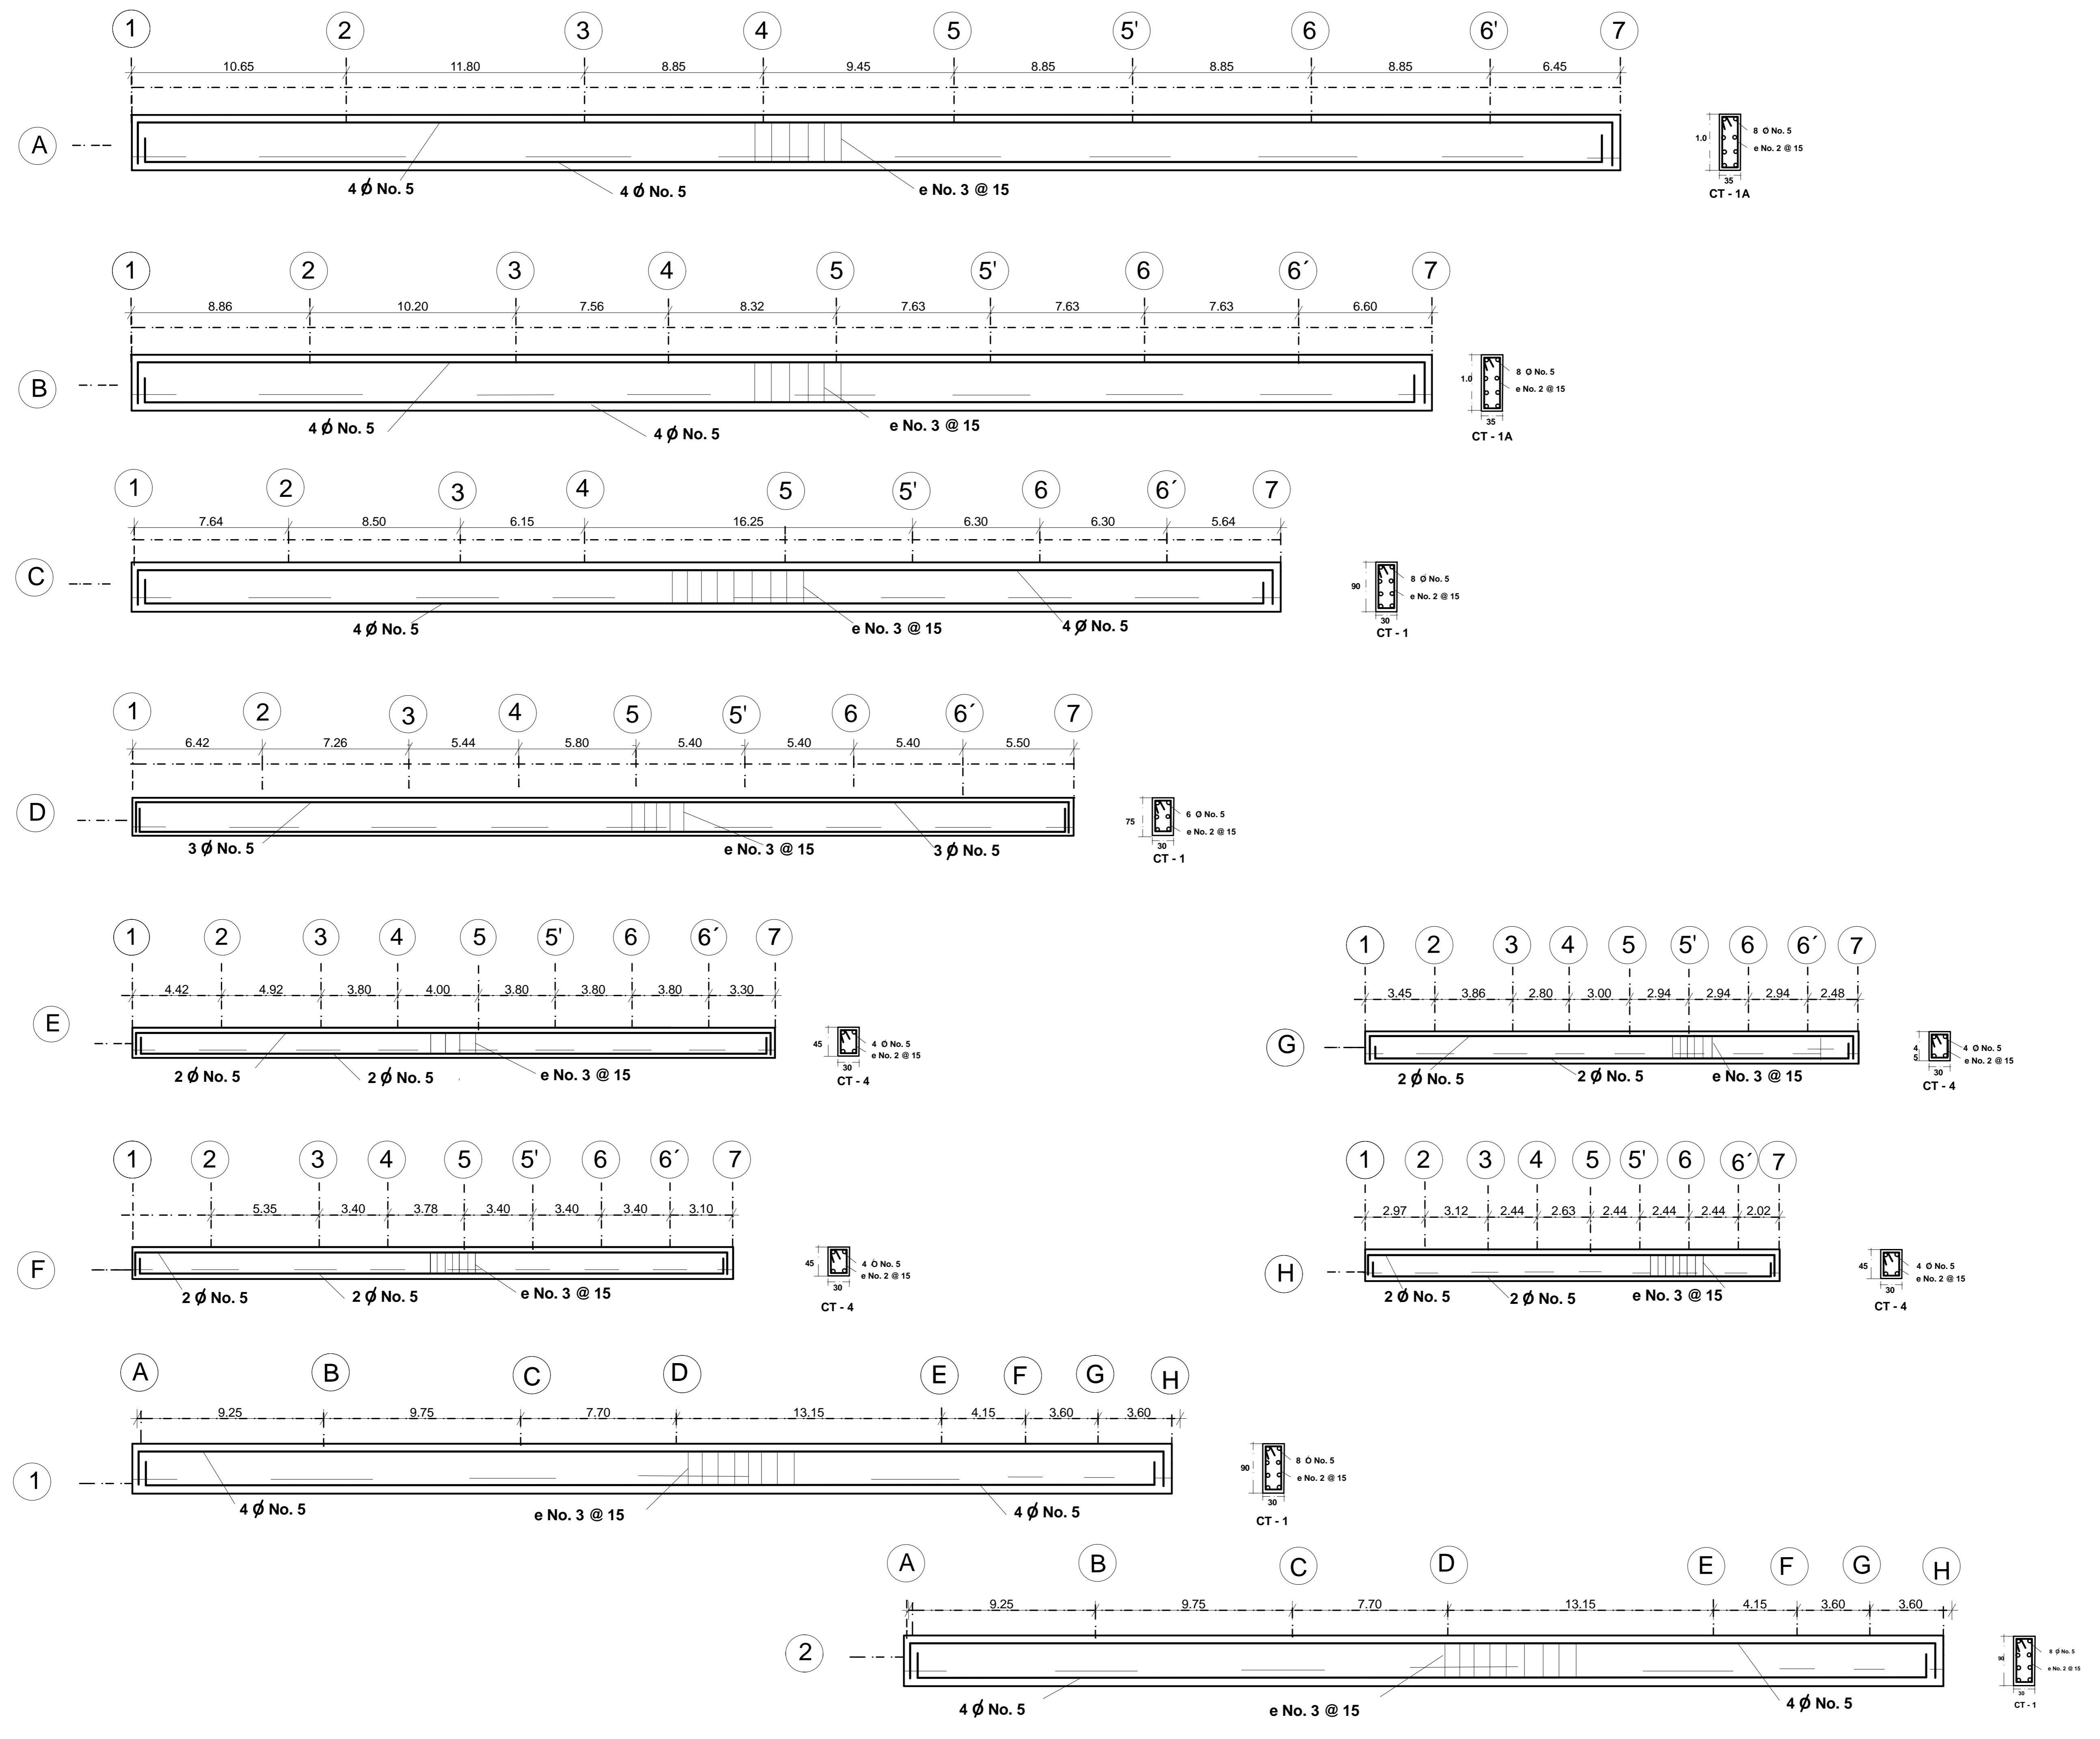 1 2 3 4 5 5' 6 6' 7
10.65 11.80 8.85 9.45 8.85 8.85 8.85 6.45
A
4 Ø No. 5 4 Ø No. 5 e No. 3 @ 15
1.0
8 Ø No. 5
e No. 2 @ 15
35
CT - 1A
1 2 3 4 5 5' 6 6´ 7
8.86 10.20 7.56 8.32 7.63 7.63 7.63 6.60
B
4 Ø No. 5 4 Ø No. 5 e No. 3 @ 15
1.0
8 Ø No. 5
e No. 2 @ 15
35
CT - 1A
1 2 3 4 5 5' 6 6´ 7
7.64 8.50 6.15 16.25 6.30 6.30 5.64
C
4 Ø No. 5 e No. 3 @ 15 4 Ø No. 5
90
8 Ø No. 5
e No. 2 @ 15
30
CT - 1
1 2 3 4 5 5' 6 6´ 7
6.42 7.26 5.44 5.80 5.40 5.40 5.40 5.50
D
3 Ø No. 5 e No. 3 @ 15 3 Ø No. 5
75
6 Ø No. 5
e No. 2 @ 15
30
CT - 1
1 2 3 4 5 5' 6 6´ 7
4.42 4.92 3.80 4.00 3.80 3.80 3.80 3.30
E
2 Ø No. 5 2 Ø No. 5 e No. 3 @ 15
45
4 Ø No. 5
e No. 2 @ 15
30
CT - 4
1 2 3 4 5 5' 6 6´ 7
3.45 3.86 2.80 3.00 2.94 2.94 2.94 2.48
G
2 Ø No. 5 2 Ø No. 5 e No. 3 @ 15
4
5
4 Ø No. 5
e No. 2 @ 15
30
CT - 4
1 2 3 4 5 5' 6 6´ 7
5.35 3.40 3.78 3.40 3.40 3.40 3.10
F
2 Ø No. 5 2 Ø No. 5 e No. 3 @ 15
45
4 Ø No. 5
e No. 2 @ 15
30
CT - 4
1 2 3 4 5 5' 6 6´ 7
2.97 3.12 2.44 2.63 2.44 2.44 2.44 2.02
H
2 Ø No. 5 2 Ø No. 5 e No. 3 @ 15
45
4 Ø No. 5
e No. 2 @ 15
30
CT - 4
A B C D E F G H
9.25 9.75 7.70 13.15 4.15 3.60 3.60
1
4 Ø No. 5 e No. 3 @ 15 4 Ø No. 5
90
8 Ø No. 5
e No. 2 @ 15
30
CT - 1
A B C D E F G H
9.25 9.75 7.70 13.15 4.15 3.60 3.60
2
4 Ø No. 5 e No. 3 @ 15 4 Ø No. 5
90
8 Ø No. 5
e No. 2 @ 15
30
CT - 1